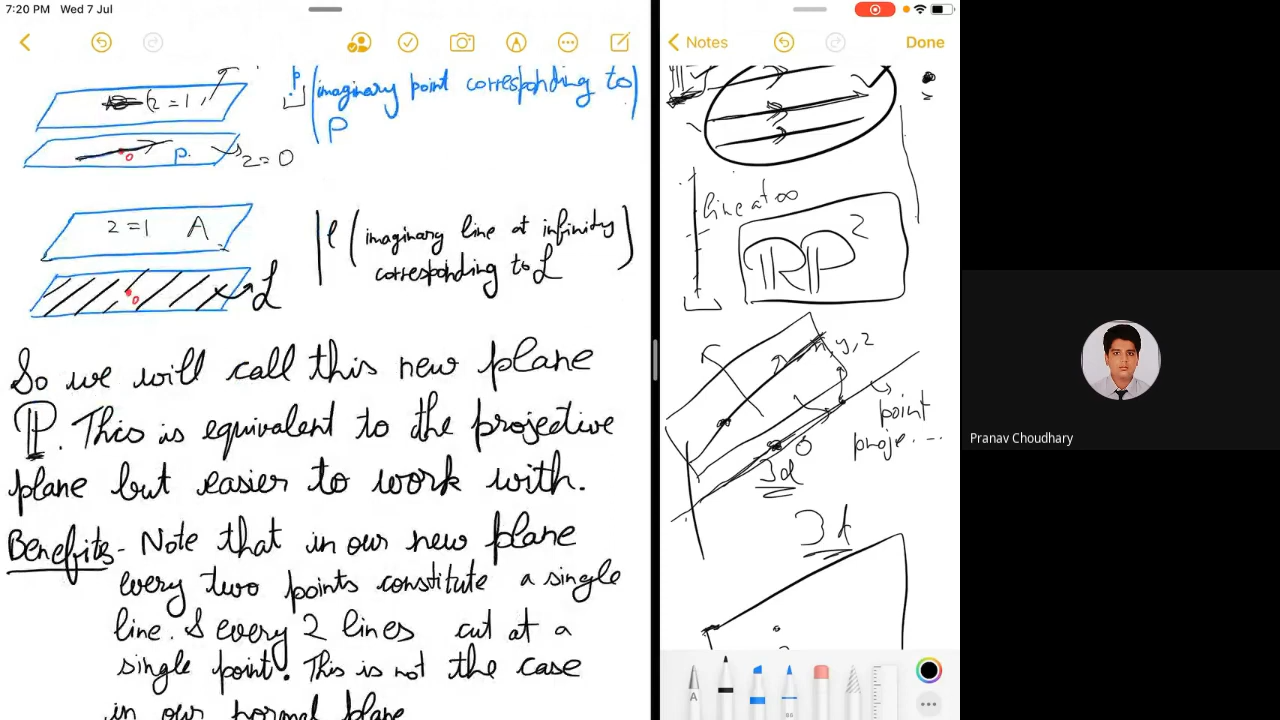 7:20 PM Wed 7 Jul
Notes
Done
z=1
p
(imaginary point corresponding to)
P
P.
z=0
O
z=1 A
l (imaginary line at infinity
corresponding to L)
L
O
So we will call this new plane
ℙ. This is equivalent to the projective
plane but easier to work with.
Benefits - Note that in our new plane
every two points constitute a single
line. & every 2 lines cut at a
single point. This is not the case
in our normal plane
line at ∞
ℝP²
x, y, z
point
proje. ...
O
3d
3d
Pranav Choudhary